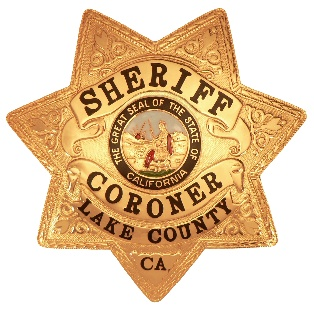 SHERIFF
THE GREAT SEAL OF THE STATE OF CALIFORNIA
CORONER
LAKE COUNTY
CA.